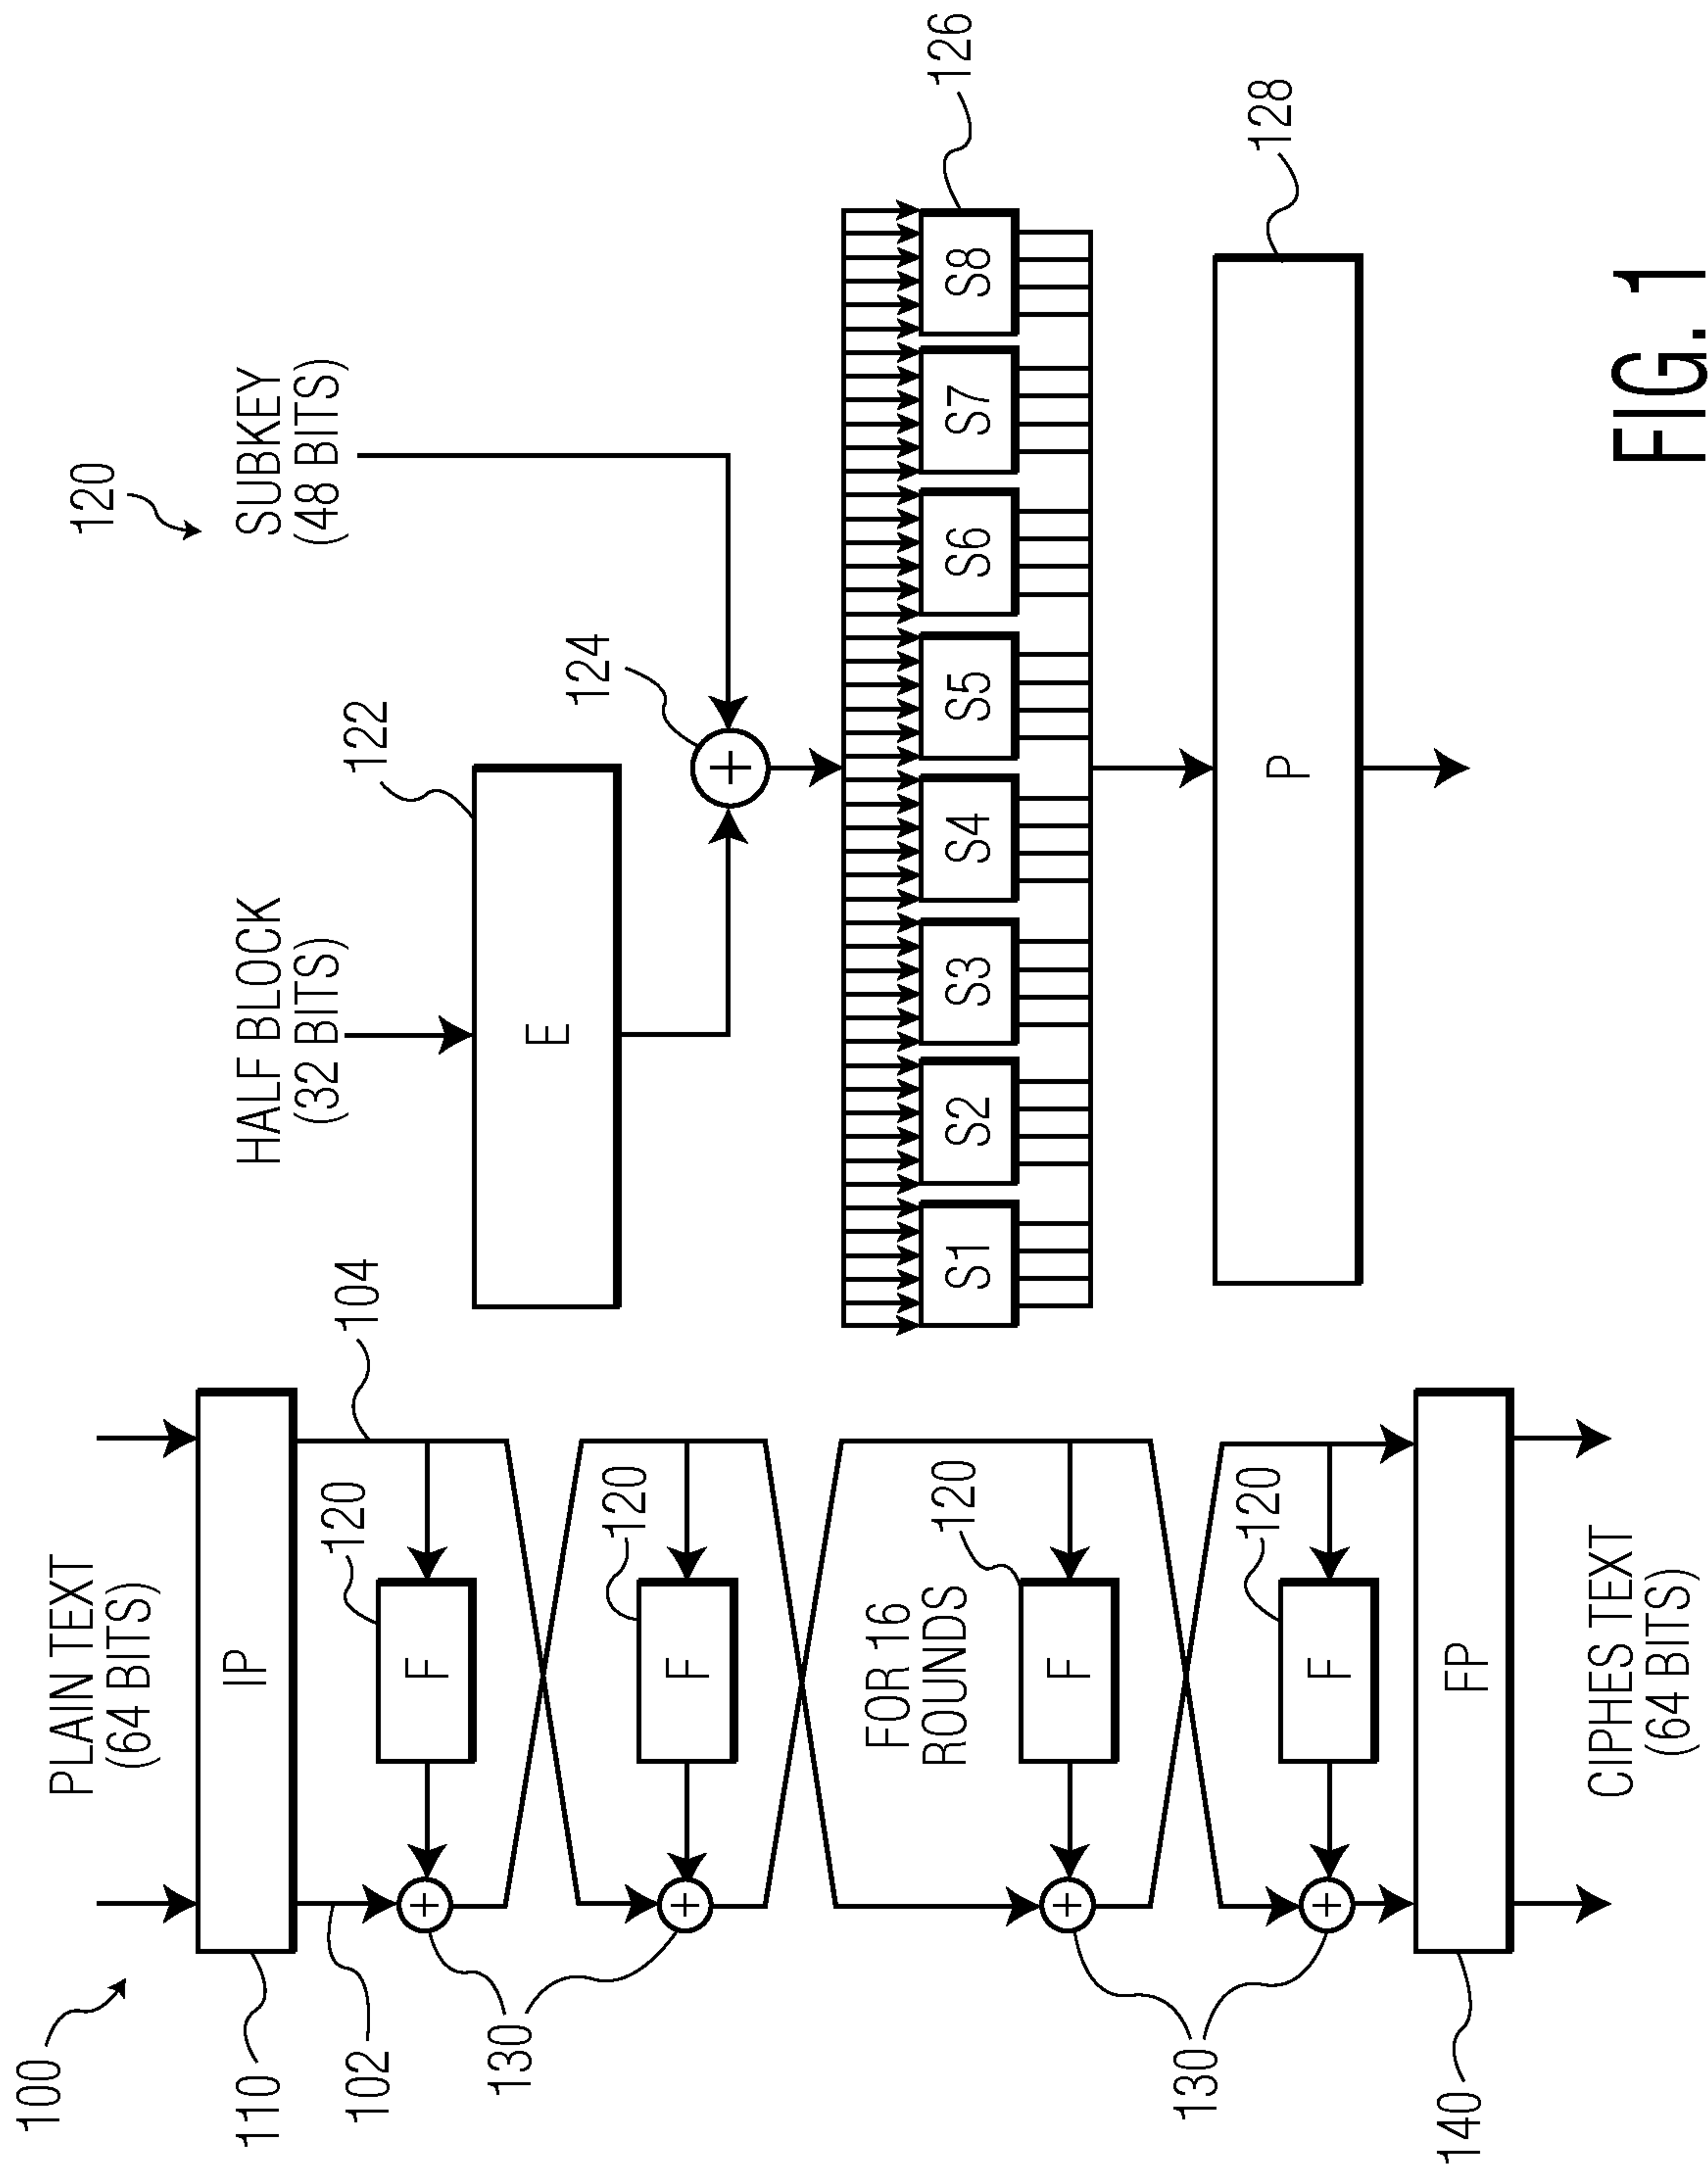 100
PLAIN TEXT
(64 BITS)
110
IP
102
104
120
F
130
120
F
FOR 16
ROUNDS
120
F
130
120
F
140
FP
CIPHES TEXT
(64 BITS)
120
HALF BLOCK
(32 BITS)
SUBKEY
(48 BITS)
122
E
124
+
+
+
+
+
126
S1 S2 S3 S4 S5 S6 S7 S8
128
P
FIG. 1